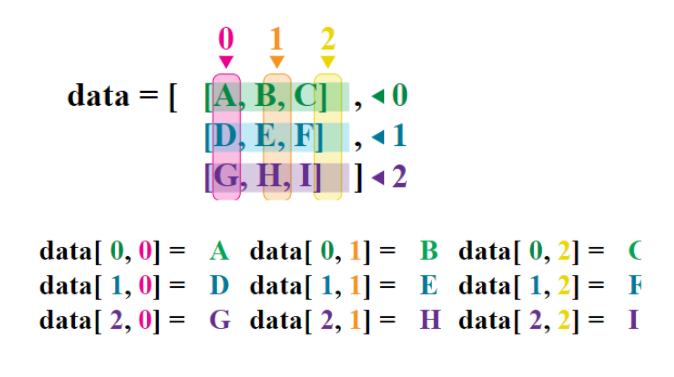 0 1 2
data = [ [A, B, C] , ◂ 0
[D, E, F] , ◂ 1
[G, H, I] ] ◂ 2
data[ 0, 0] = A data[ 0, 1] = B data[ 0, 2] = C
data[ 1, 0] = D data[ 1, 1] = E data[ 1, 2] = F
data[ 2, 0] = G data[ 2, 1] = H data[ 2, 2] = I